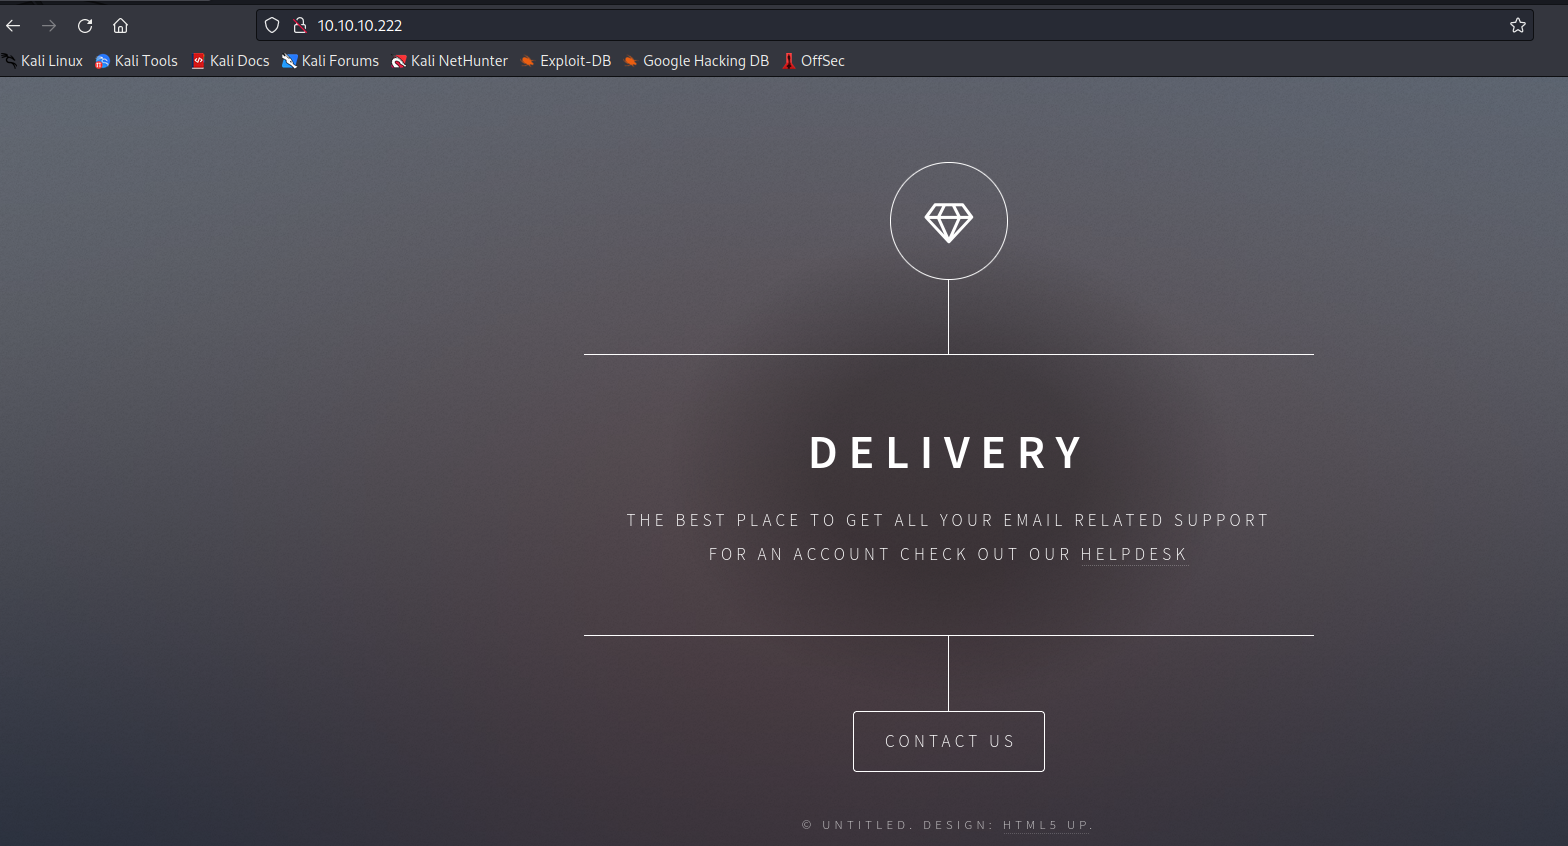 10.10.10.222
Kali Linux Kali Tools Kali Docs Kali Forums Kali NetHunter Exploit-DB Google Hacking DB OffSec
DELIVERY
THE BEST PLACE TO GET ALL YOUR EMAIL RELATED SUPPORT
FOR AN ACCOUNT CHECK OUT OUR HELPDESK
CONTACT US
© UNTITLED. DESIGN: HTML5 UP.